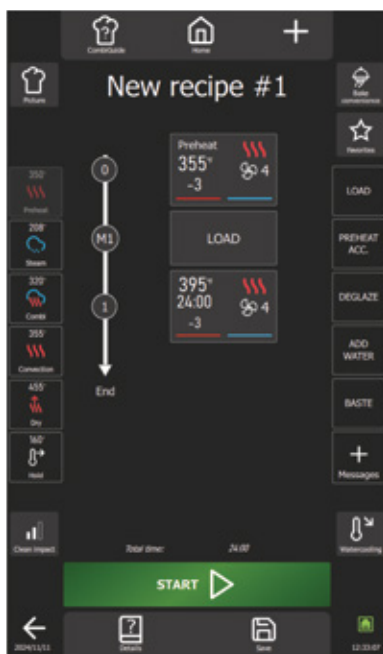 CombiGuide
Home
Picture
New recipe #1
Bake convenience
Favorites
350°
Preheat
208°
Steam
320°
Combi
355°
Convection
455°
Dry
160°
Hold
0
M1
1
End
Preheat
355°
4
-3
LOAD
395°
24:00
4
-3
LOAD
PREHEAT
ACC.
DEGLAZE
ADD
WATER
BASTE
Messages
Clean impact
Total time: 24:00
Watercooling
START
2024/11/11
Details
Save
12:33:07